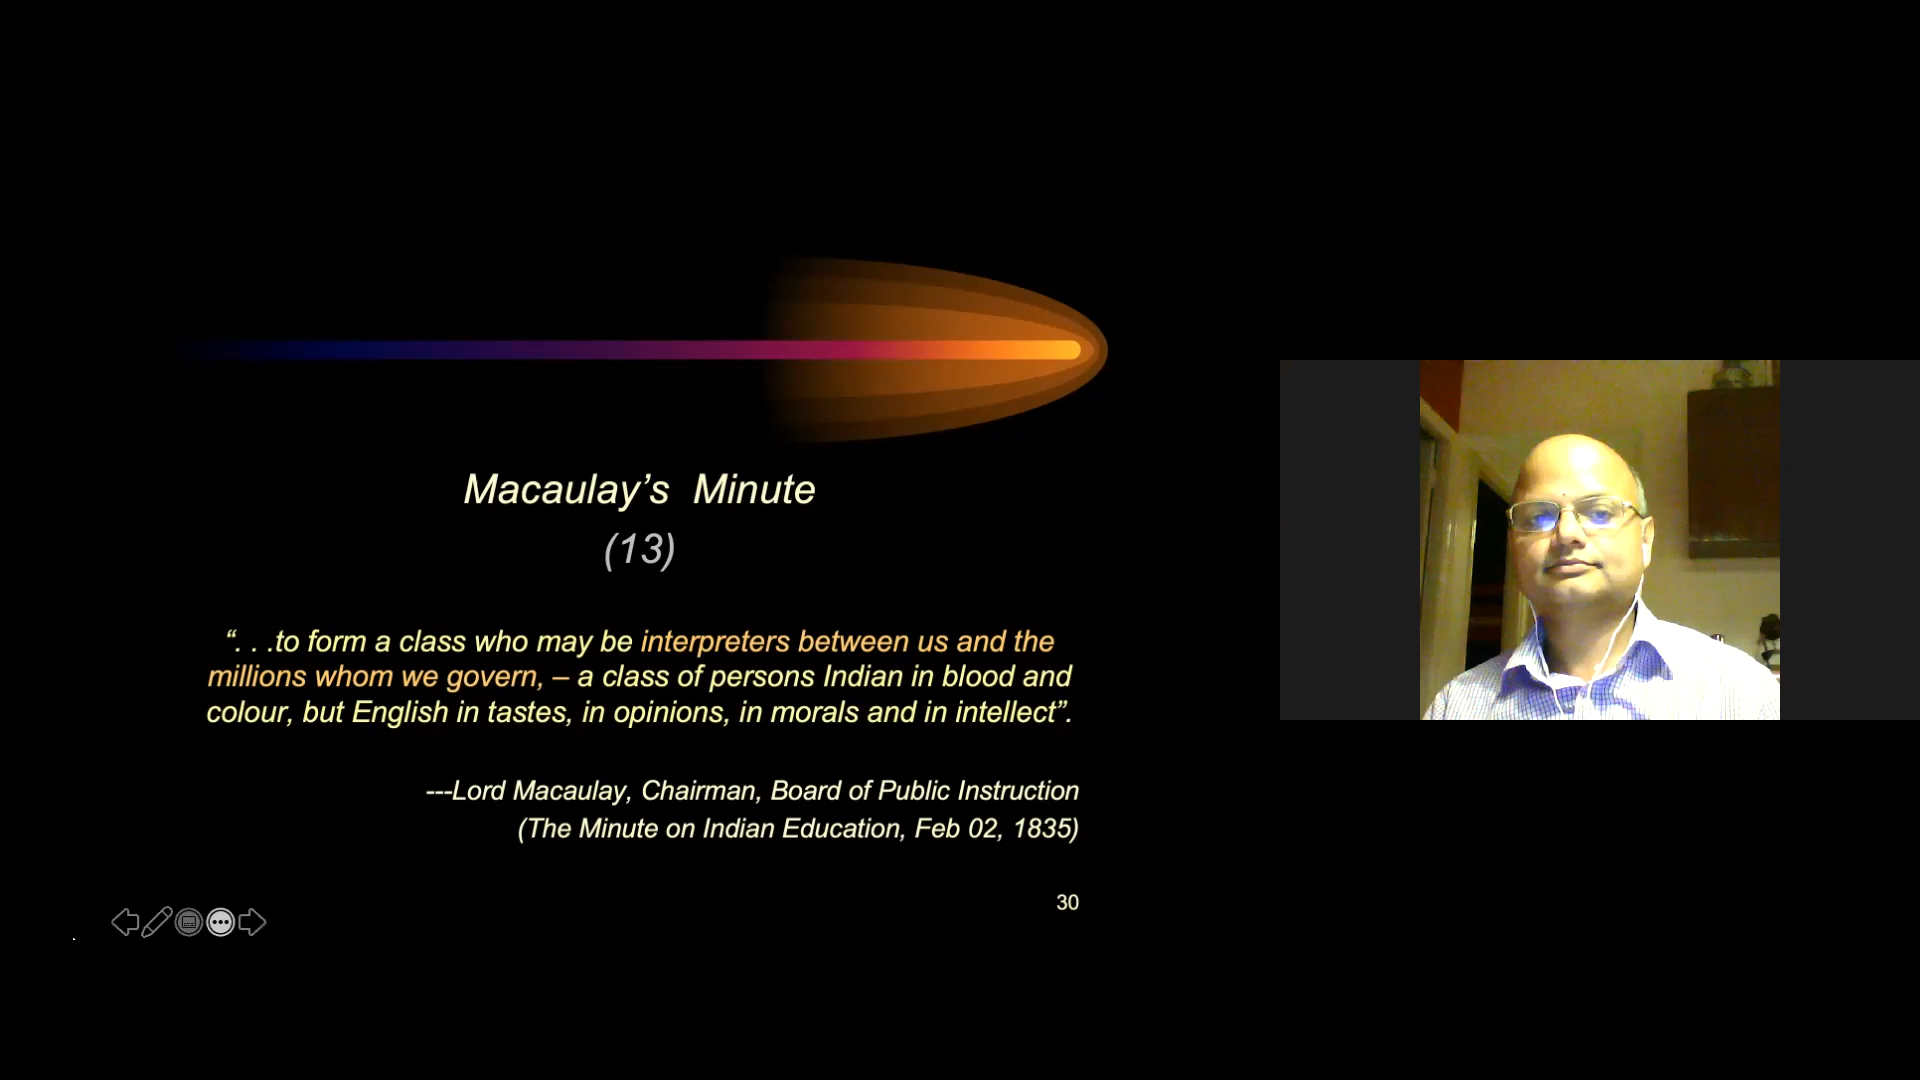 Macaulay’s Minute
(13)
“. . .to form a class who may be interpreters between us and the
millions whom we govern, – a class of persons Indian in blood and
colour, but English in tastes, in opinions, in morals and in intellect”.
---Lord Macaulay, Chairman, Board of Public Instruction
(The Minute on Indian Education, Feb 02, 1835)
30